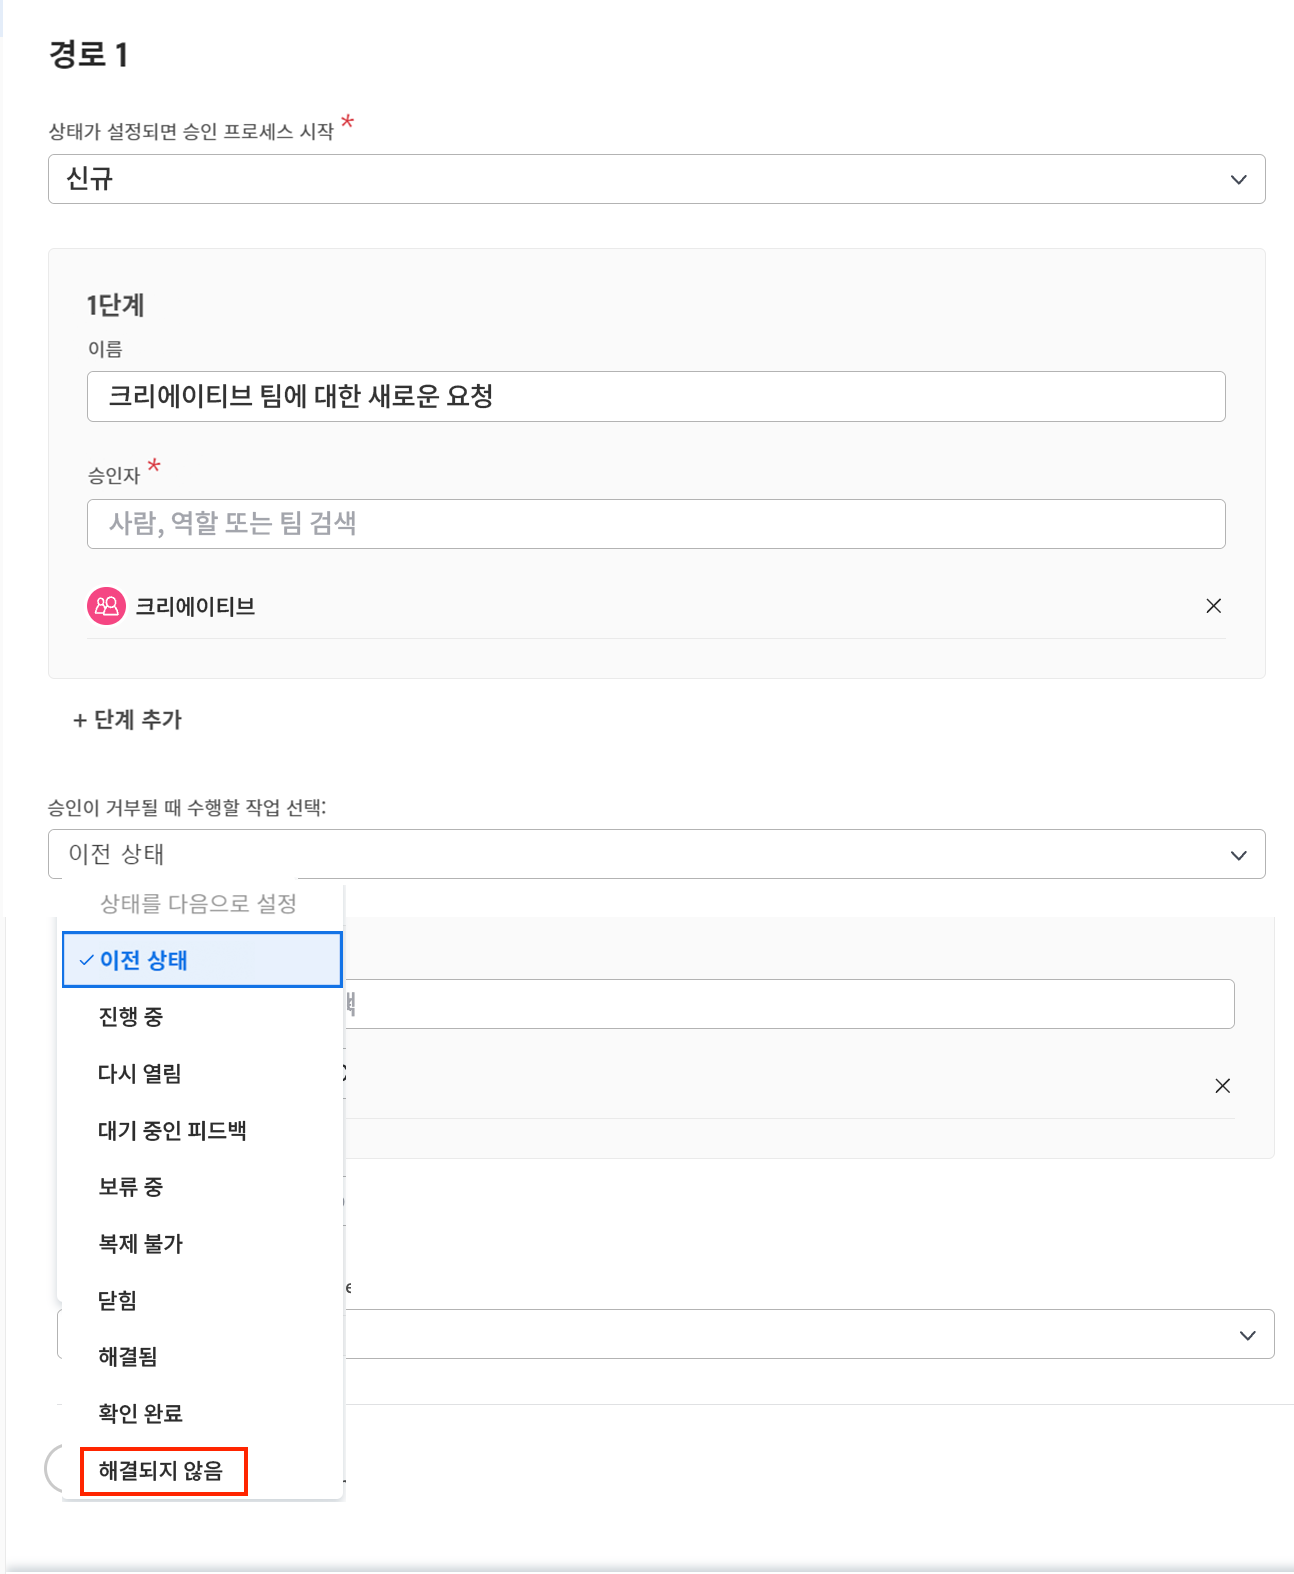 경로 1
상태가 설정되면 승인 프로세스 시작 *
신규
1단계
이름
크리에이티브 팀에 대한 새로운 요청
승인자 *
사람, 역할 또는 팀 검색
크리에이티브
+ 단계 추가
승인이 거부될 때 수행할 작업 선택:
이전 상태
상태를 다음으로 설정
이전 상태
진행 중
다시 열림
대기 중인 피드백
보류 중
복제 불가
닫힘
해결됨
확인 완료
해결되지 않음